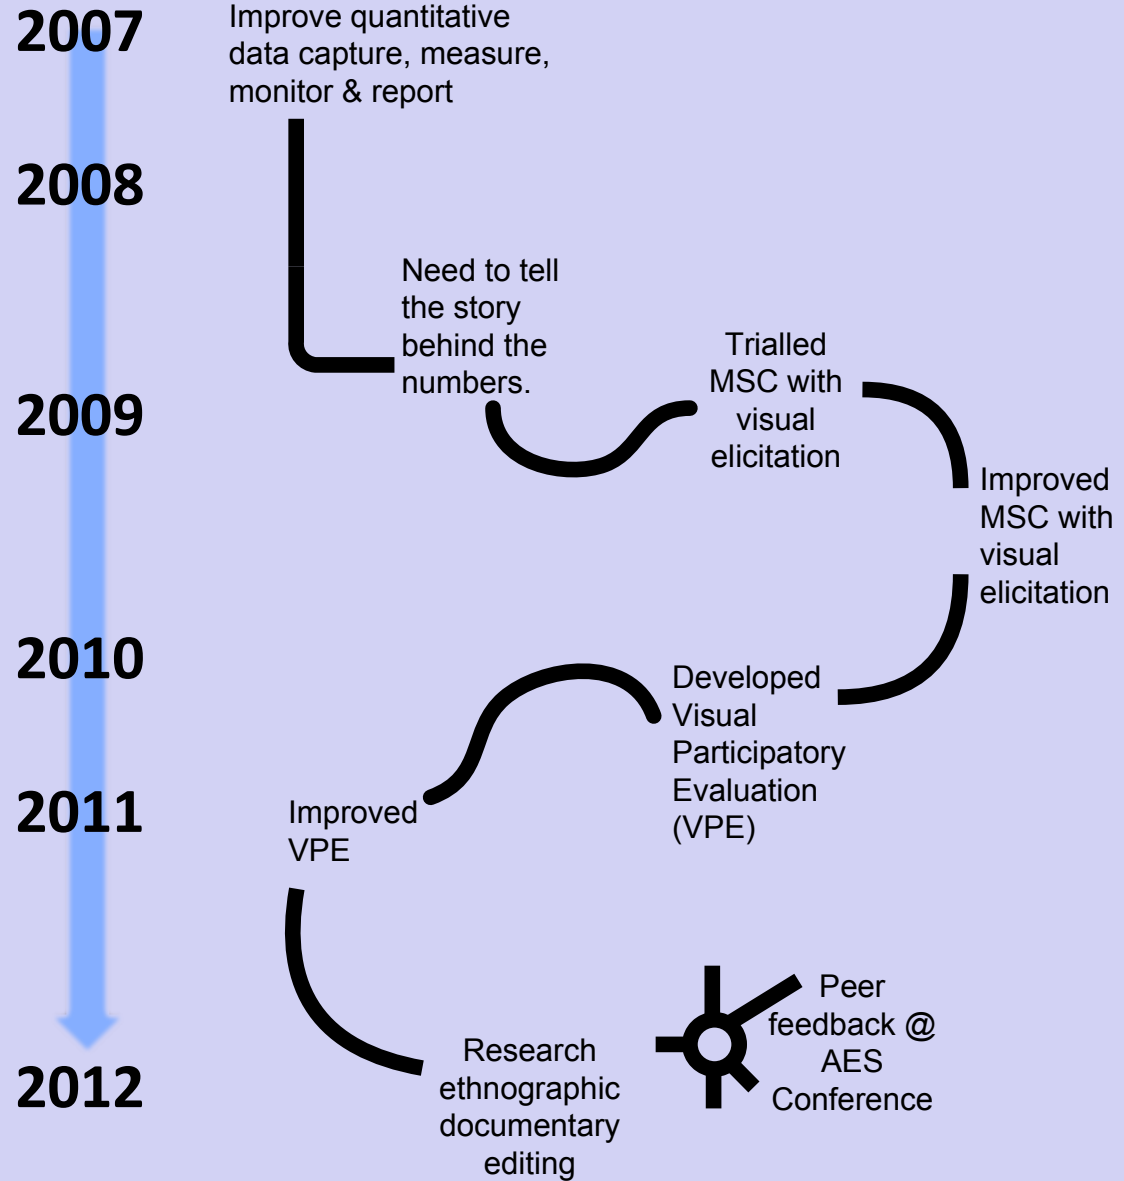 2007
Improve quantitative
data capture, measure,
monitor & report
2008
Need to tell
the story
behind the
numbers.
2009
Trialled
MSC with
visual
elicitation
Improved
MSC with
visual
elicitation
2010
Developed
Visual
Participatory
Evaluation
(VPE)
2011
Improved
VPE
2012
Research
ethnographic
documentary
editing
Peer
feedback @
AES
Conference